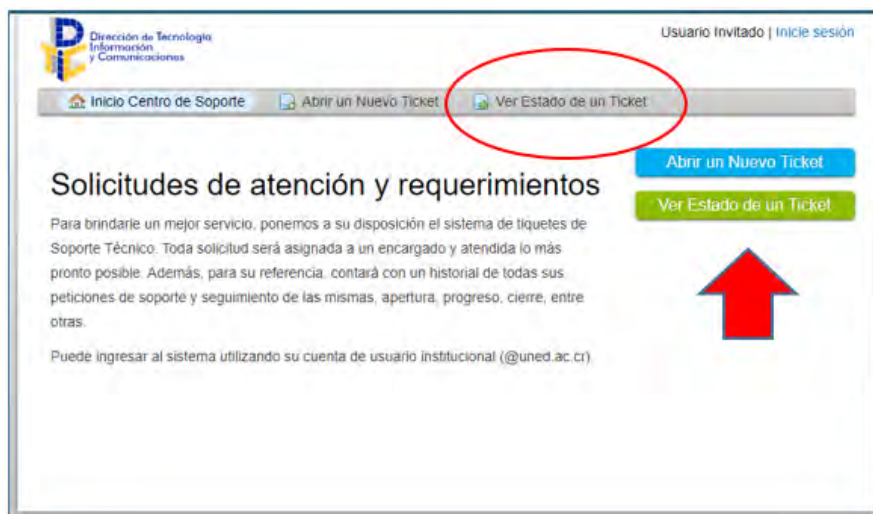 Dirección de Tecnología
Información
y Comunicaciones
Usuario Invitado | Inicie sesión
Inicio Centro de Soporte
Abrir un Nuevo Ticket
Ver Estado de un Ticket
Abrir un Nuevo Ticket
Ver Estado de un Ticket
Solicitudes de atención y requerimientos
Para brindarle un mejor servicio, ponemos a su disposición el sistema de tiquetes de
Soporte Técnico. Toda solicitud será asignada a un encargado y atendida lo más
pronto posible. Además, para su referencia, contará con un historial de todas sus
peticiones de soporte y seguimiento de las mismas, apertura, progreso, cierre, entre
otras.
Puede ingresar al sistema utilizando su cuenta de usuario institucional (@uned.ac.cr)